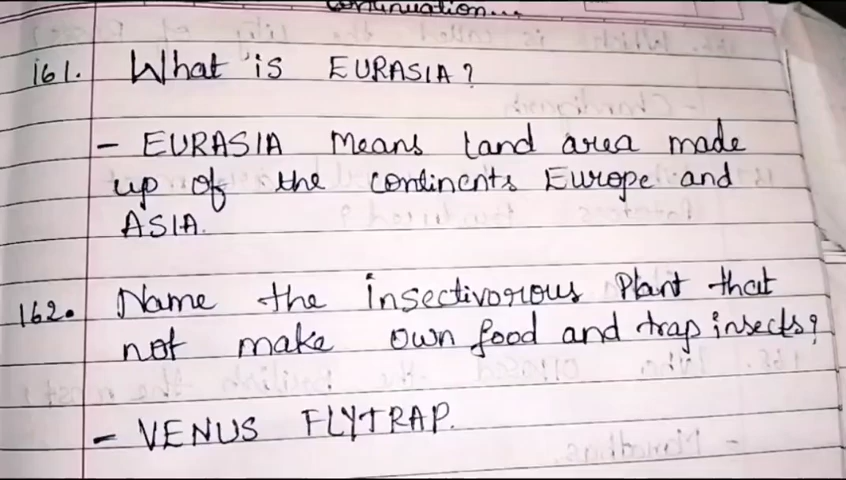 continuation...
161. What is EURASIA?
- EURASIA Means land area made
up of the continents Europe and
ASIA.
162. Name the insectivorous Plant that
not make own food and trap insects?
- VENUS FLYTRAP.